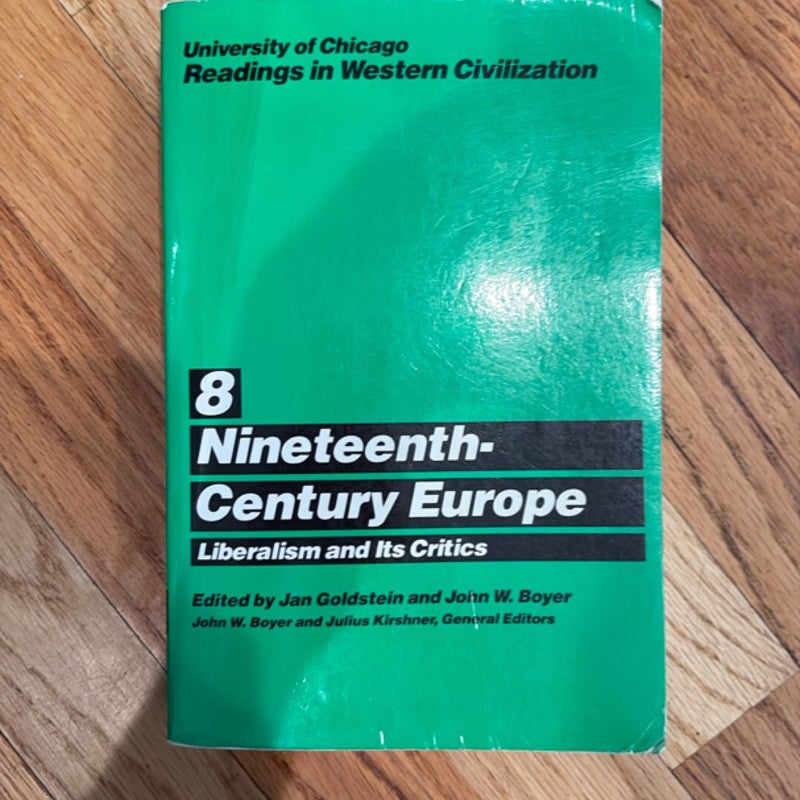 University of Chicago
Readings in Western Civilization
8
Nineteenth-
Century Europe
Liberalism and Its Critics
Edited by Jan Goldstein and John W. Boyer
John W. Boyer and Julius Kirshner, General Editors